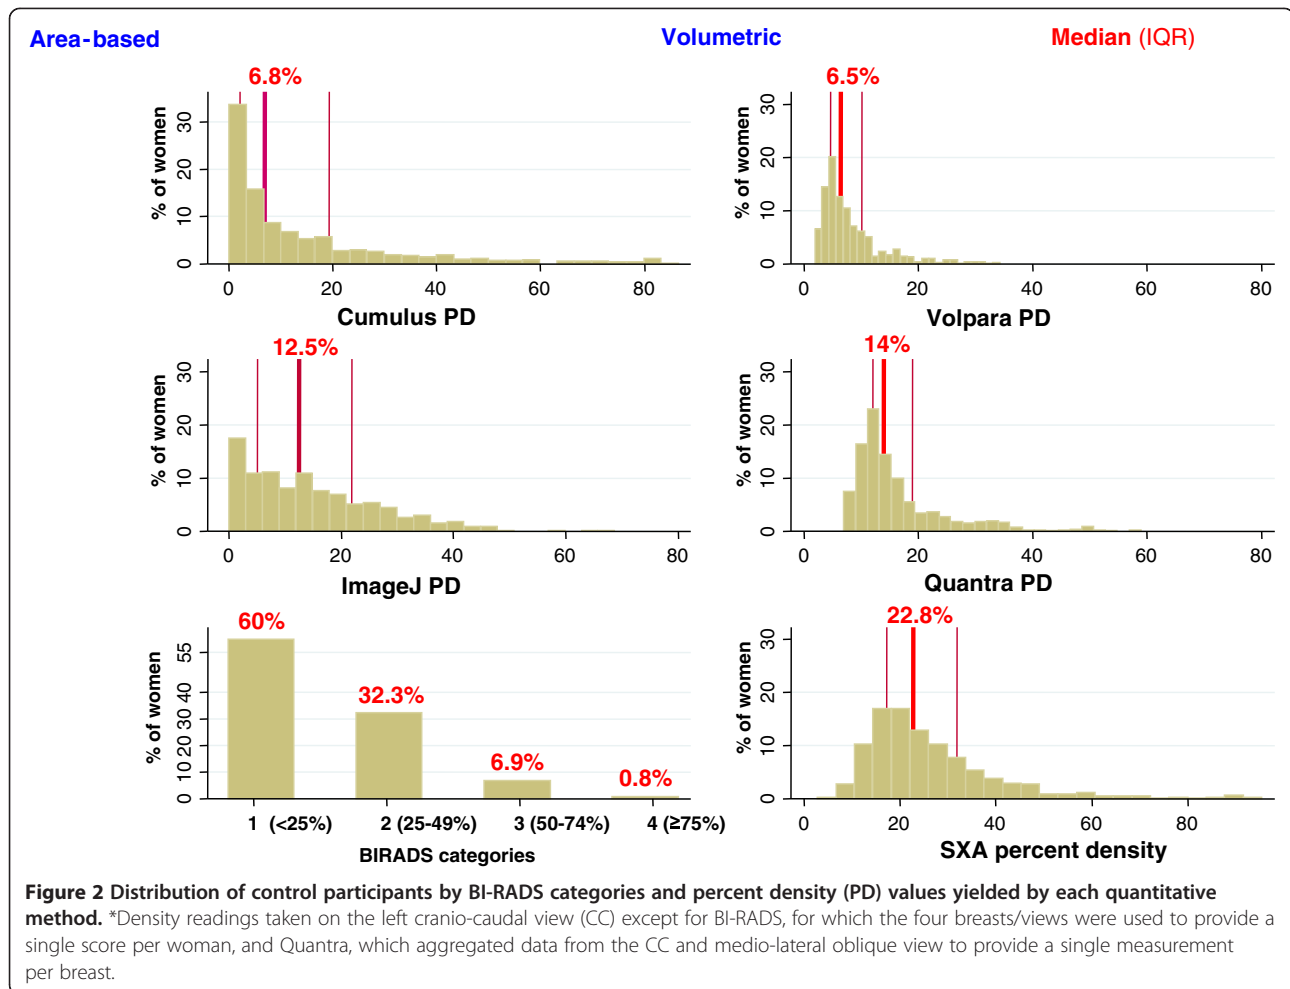 Area-based Volumetric Median (IQR)
6.8%
% of women
30
20
10
0
0 20 40 60 80
Cumulus PD
6.5%
% of women
30
20
10
0
0 20 40 60 80
Volpara PD
12.5%
% of women
30
20
10
0
0 20 40 60 80
ImageJ PD
14%
% of women
30
20
10
0
0 20 40 60 80
Quantra PD
60%
32.3%
6.9%
0.8%
% of women
55
40
30
20
10
0
1 (<25%) 2 (25-49%) 3 (50-74%) 4 (≥75%)
BIRADS categories
22.8%
% of women
30
20
10
0
0 20 40 60 80
SXA percent density
Figure 2 Distribution of control participants by BI-RADS categories and percent density (PD) values yielded by each quantitative
method. *Density readings taken on the left cranio-caudal view (CC) except for BI-RADS, for which the four breasts/views were used to provide a
single score per woman, and Quantra, which aggregated data from the CC and medio-lateral oblique view to provide a single measurement
per breast.